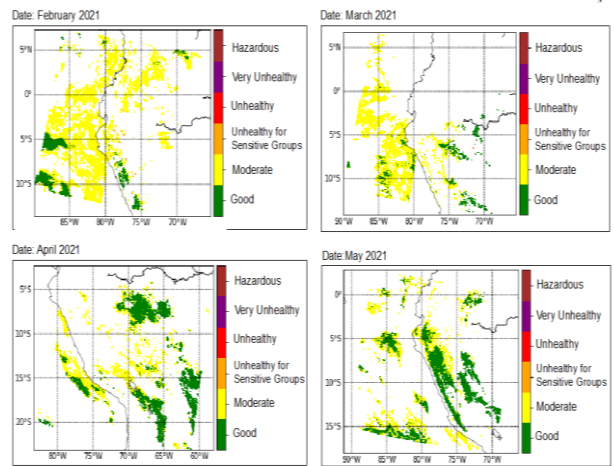 Date: February 2021
5°N
0°
5°S
10°S
85°W 80°W 75°W 70°W
Hazardous
Very Unhealthy
Unhealthy
Unhealthy for
Sensitive Groups
Moderate
Good
Date: March 2021
5°N
0°
5°S
10°S
90°W 85°W 80°W 75°W 70°W
Hazardous
Very Unhealthy
Unhealthy
Unhealthy for
Sensitive Groups
Moderate
Good
Date: April 2021
5°S
10°S
15°S
20°S
80°W 75°W 70°W 65°W 60°W
Hazardous
Very Unhealthy
Unhealthy
Unhealthy for
Sensitive Groups
Moderate
Good
Date:May 2021
0°
5°S
10°S
15°S
90°W 85°W 80°W 75°W 70°W
Hazardous
Very Unhealthy
Unhealthy
Unhealthy for
Sensitive Groups
Moderate
Good